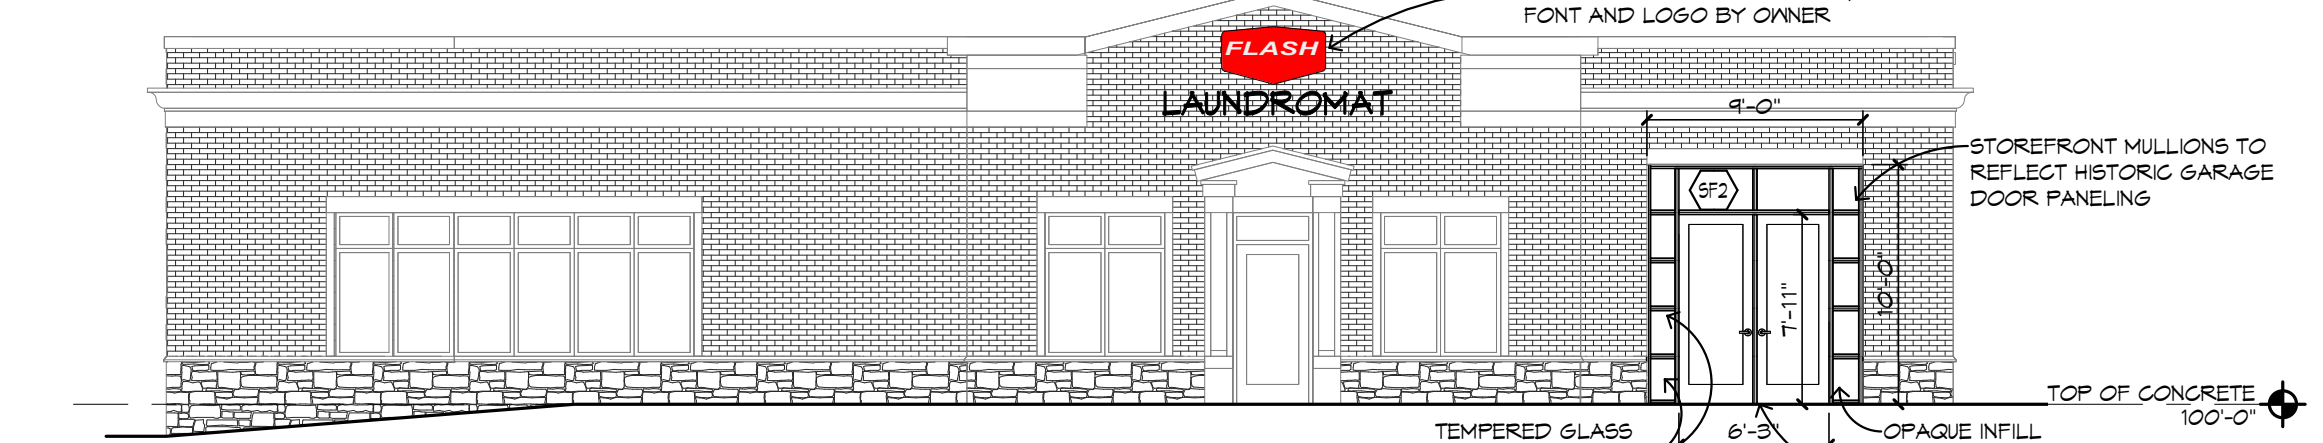 FONT AND LOGO BY OWNER
FLASH
LAUNDROMAT
9'-0"
STOREFRONT MULLIONS TO
REFLECT HISTORIC GARAGE
DOOR PANELING
SF2
10'-0"
7'-11"
TOP OF CONCRETE
100'-0"
TEMPERED GLASS
6'-3"
OPAQUE INFILL